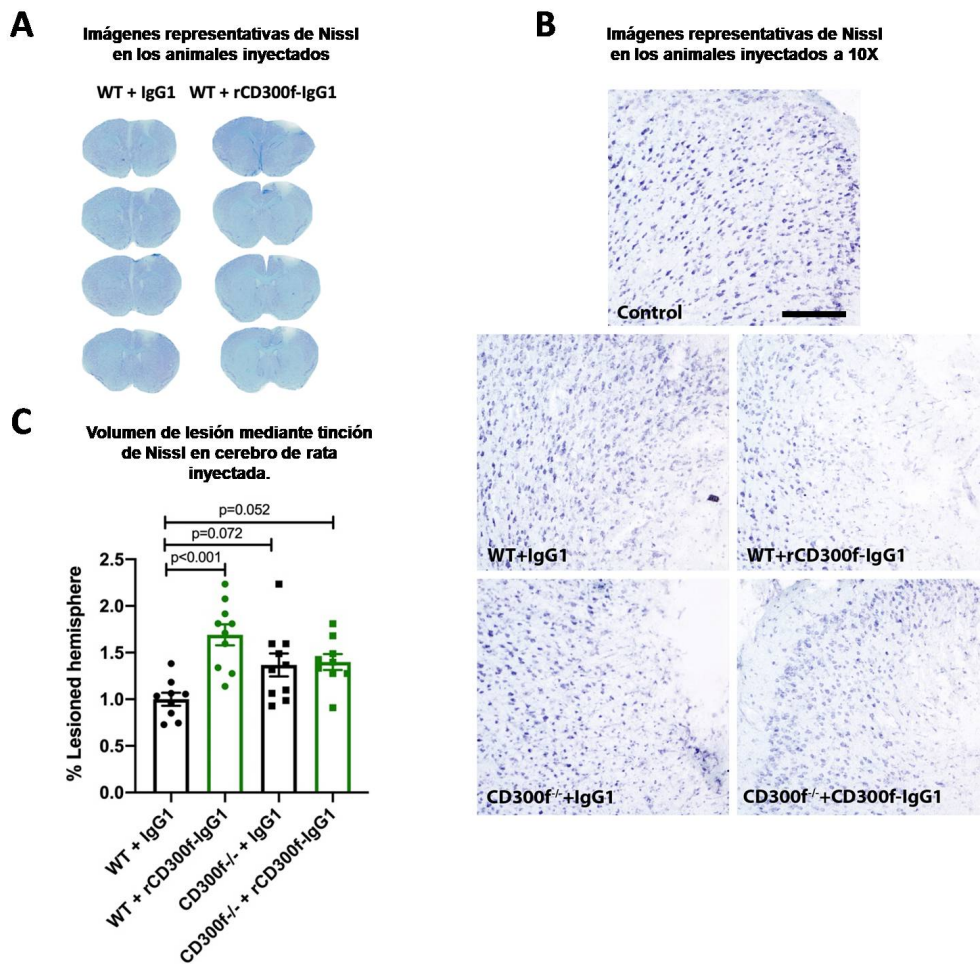 A
Imágenes representativas de Nissl
en los animales inyectados
WT + IgG1 WT + rCD300f-IgG1
B
Imágenes representativas de Nissl
en los animales inyectados a 10X
Control
WT+IgG1
WT+rCD300f-IgG1
CD300f-/-+IgG1
CD300f-/-+CD300f-IgG1
C
Volumen de lesión mediante tinción
de Nissl en cerebro de rata
inyectada.
p=0.052
p=0.072
p<0.001
% Lesioned hemisphere
2.5
2.0
1.5
1.0
0.5
0.0
WT + IgG1
WT + rCD300f-IgG1
CD300f-/- + IgG1
CD300f-/- + rCD300f-IgG1